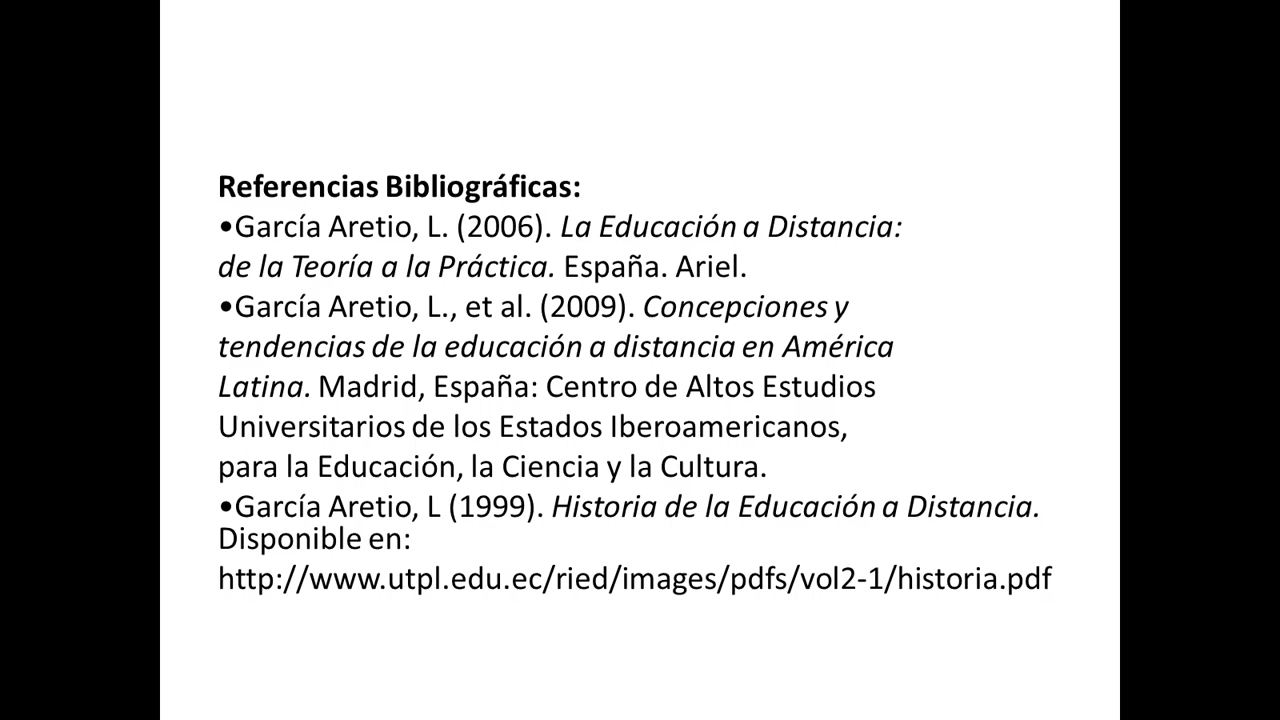 Referencias Bibliográficas:
•García Aretio, L. (2006). La Educación a Distancia:
de la Teoría a la Práctica. España. Ariel.
•García Aretio, L., et al. (2009). Concepciones y
tendencias de la educación a distancia en América
Latina. Madrid, España: Centro de Altos Estudios
Universitarios de los Estados Iberoamericanos,
para la Educación, la Ciencia y la Cultura.
•García Aretio, L (1999). Historia de la Educación a Distancia.
Disponible en:
http://www.utpl.edu.ec/ried/images/pdfs/vol2-1/historia.pdf